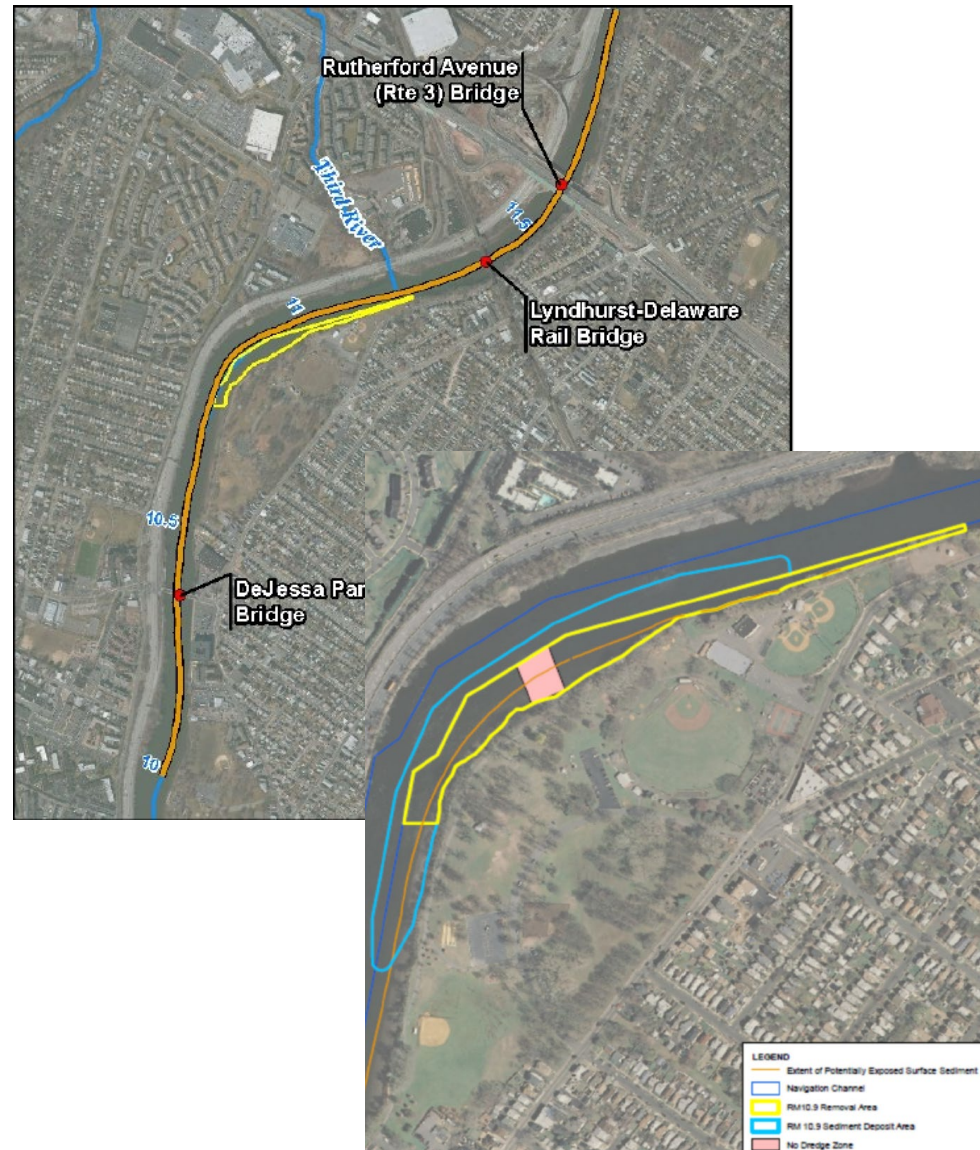 Rutherford Avenue
(Rte 3) Bridge
Third River
11.5
Lyndhurst-Delaware
Rail Bridge
11
10.5
DeJessa Par
Bridge
10
LEGEND
Extent of Potentially Exposed Surface Sediment
Navigation Channel
RM10.9 Removal Area
RM 10.9 Sediment Deposit Area
No Dredge Zone